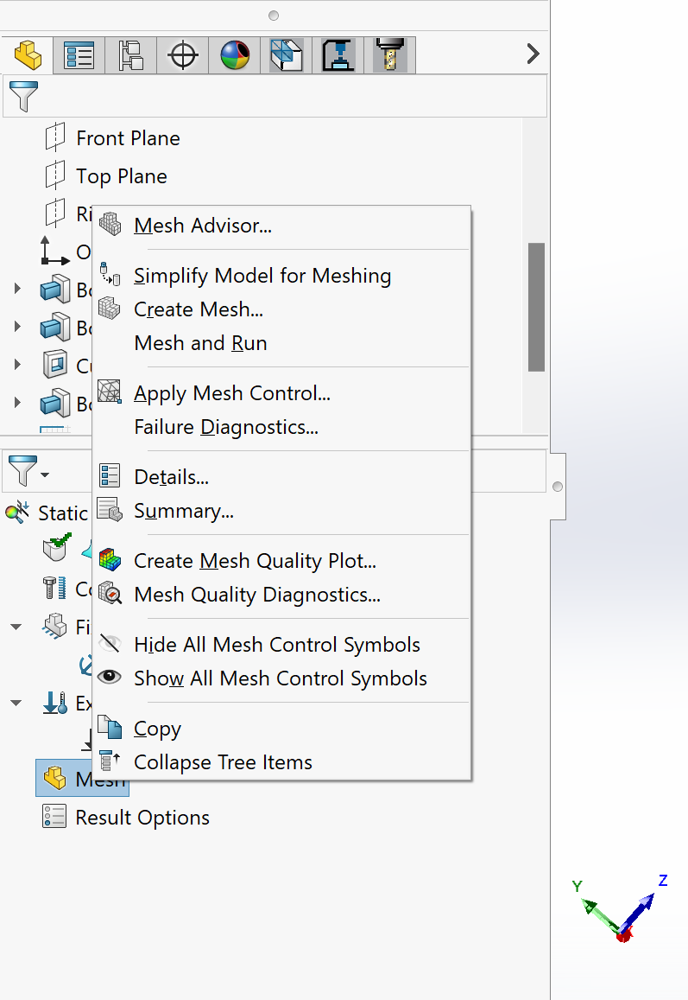 Front Plane
Top Plane
Ri
Mesh Advisor...
O
Simplify Model for Meshing
Bo
Create Mesh...
Bo
Mesh and Run
Cu
Apply Mesh Control...
Bo
Failure Diagnostics...
Details...
Static
Summary...
Create Mesh Quality Plot...
Co
Mesh Quality Diagnostics...
Fi
Hide All Mesh Control Symbols
Show All Mesh Control Symbols
Ex
Copy
Collapse Tree Items
Mesh
Result Options
Y
Z
X